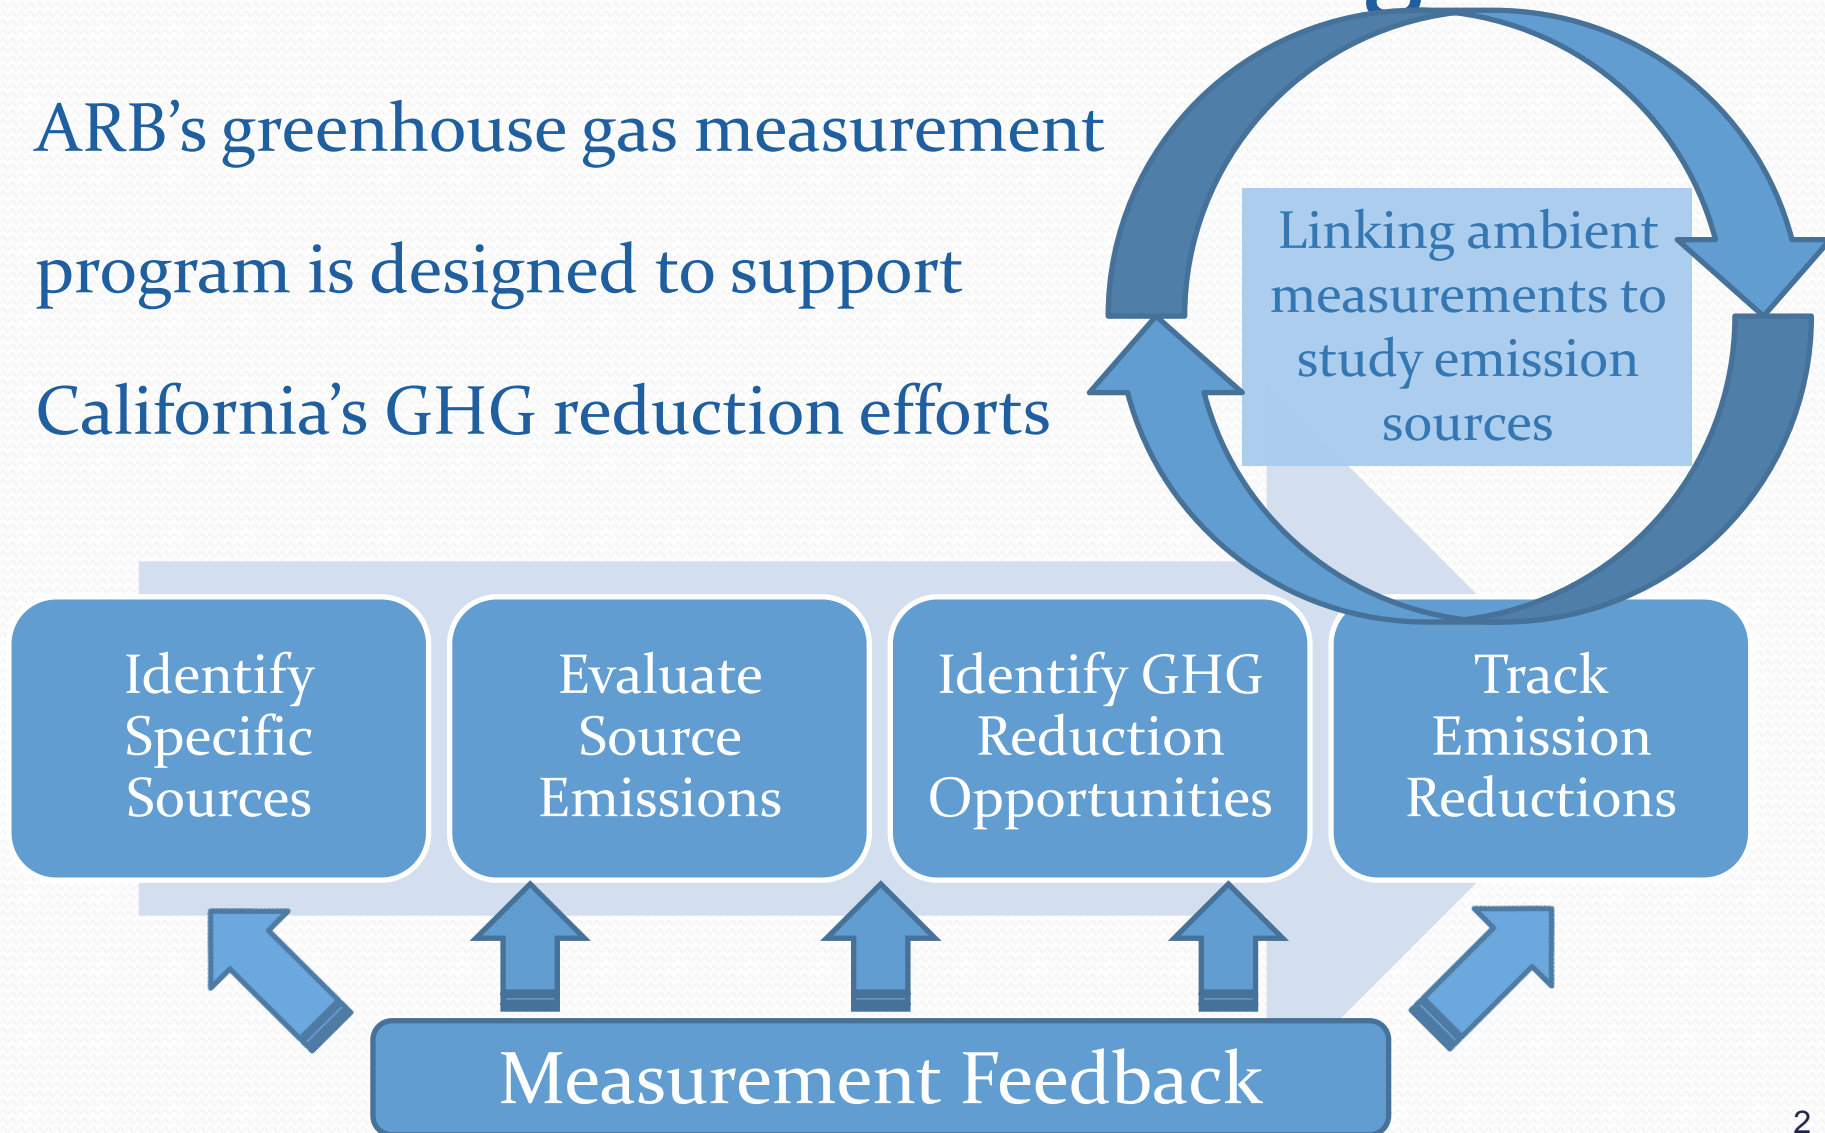 ARB’s greenhouse gas measurement
program is designed to support
California’s GHG reduction efforts
Linking ambient
measurements to
study emission
sources
Identify
Specific
Sources
Evaluate
Source
Emissions
Identify GHG
Reduction
Opportunities
Track
Emission
Reductions
Measurement Feedback
2